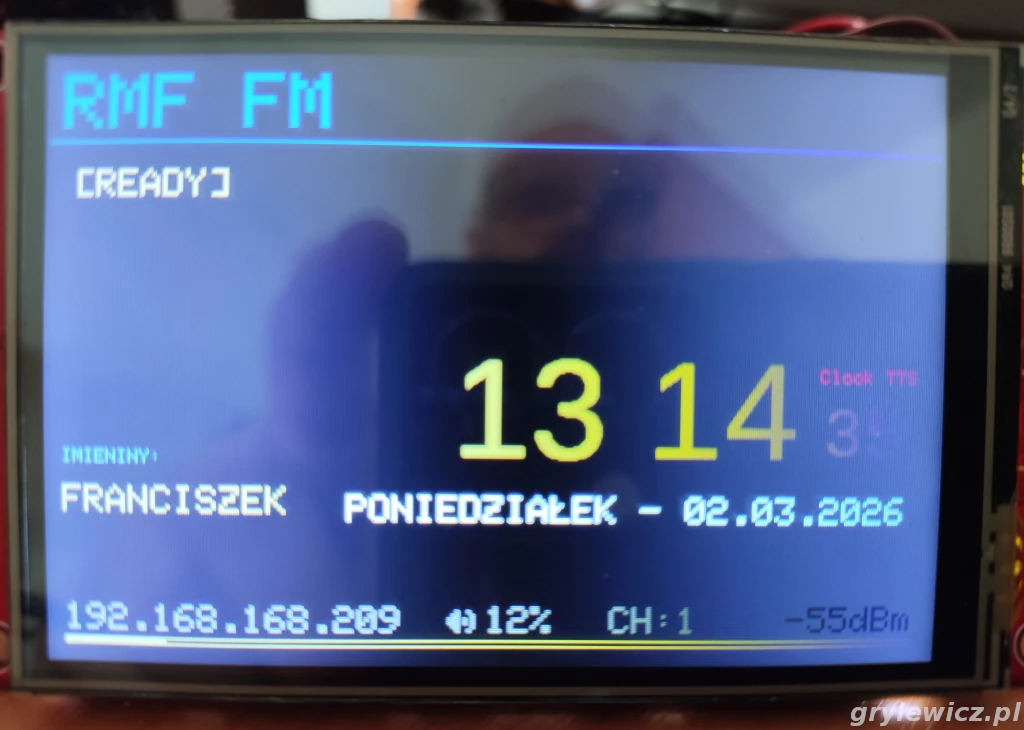 RMF FM
[READY]
13 14
Clock TTS
IMIENINY:
FRANCISZEK
PONIEDZIAŁEK - 02.03.2026
192.168.168.209 12% CH:1 -55dBm
grylewicz.pl